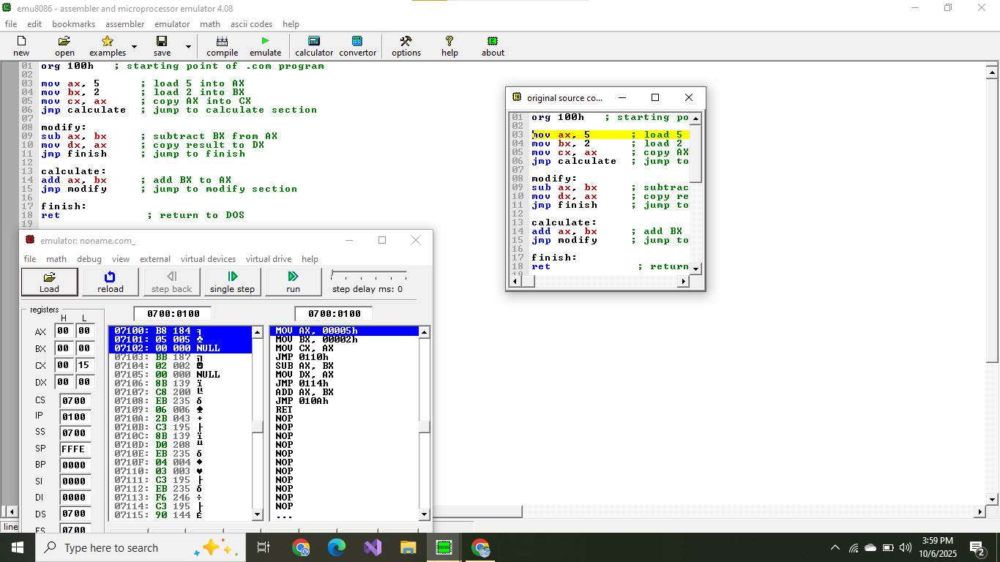 emu8086 - assembler and microprocessor emulator 4.08
file edit bookmarks assembler emulator math ascii codes help
new open examples save compile emulate calculator convertor options help about
01 org 100h ; starting point of .com program
02
03 mov ax, 5 ; load 5 into AX
04 mov bx, 2 ; load 2 into BX
05 mov cx, ax ; copy AX into CX
06 jmp calculate ; jump to calculate section
07
08 modify:
09 sub ax, bx ; subtract BX from AX
10 mov dx, ax ; copy result to DX
11 jmp finish ; jump to finish
12
13 calculate:
14 add ax, bx ; add BX to AX
15 jmp modify ; jump to modify section
16
17 finish:
18 ret ; return to DOS
19
original source co...
01 org 100h ; starting po
02
03 mov ax, 5 ; load 5
04 mov bx, 2 ; load 2
05 mov cx, ax ; copy AX
06 jmp calculate ; jump to
07
08 modify:
09 sub ax, bx ; subtrac
10 mov dx, ax ; copy re
11 jmp finish ; jump to
12
13 calculate:
14 add ax, bx ; add BX
15 jmp modify ; jump to
16
17 finish:
18 ret ; return
19
emulator: noname.com_
file math debug view external virtual devices virtual drive help
Load reload step back single step run step delay ms: 0
registers
H L
AX 00 00
BX 00 00
CX 00 15
DX 00 00
CS 0700
IP 0100
SS 0700
SP FFFE
BP 0000
SI 0000
DI 0000
DS 0700
ES 0700
0700:0100
07100: B8 184 ╕
07101: 05 005 ♣
07102: 00 000 NULL
07103: BB 187 ╗
07104: 02 002 ☻
07105: 00 000 NULL
07106: 8B 139 ï
07107: C8 200 ╚
07108: EB 235 δ
07109: 06 006 ♠
0710A: 2B 043 +
0710B: C3 195 ├
0710C: 8B 139 ï
0710D: D0 208 ╨
0710E: EB 235 δ
0710F: 04 004 ♦
07110: 03 003 ♥
07111: C3 195 ├
07112: EB 235 δ
07113: F6 246 ÷
07114: C3 195 ├
07115: 90 144 É
0700:0100
MOV AX, 00005h
MOV BX, 00002h
MOV CX, AX
JMP 0110h
SUB AX, BX
MOV DX, AX
JMP 0114h
ADD AX, BX
JMP 010Ah
RET
NOP
NOP
NOP
NOP
NOP
NOP
NOP
NOP
NOP
NOP
NOP
...
line
Type here to search
8086
3:59 PM
10/6/2025
2